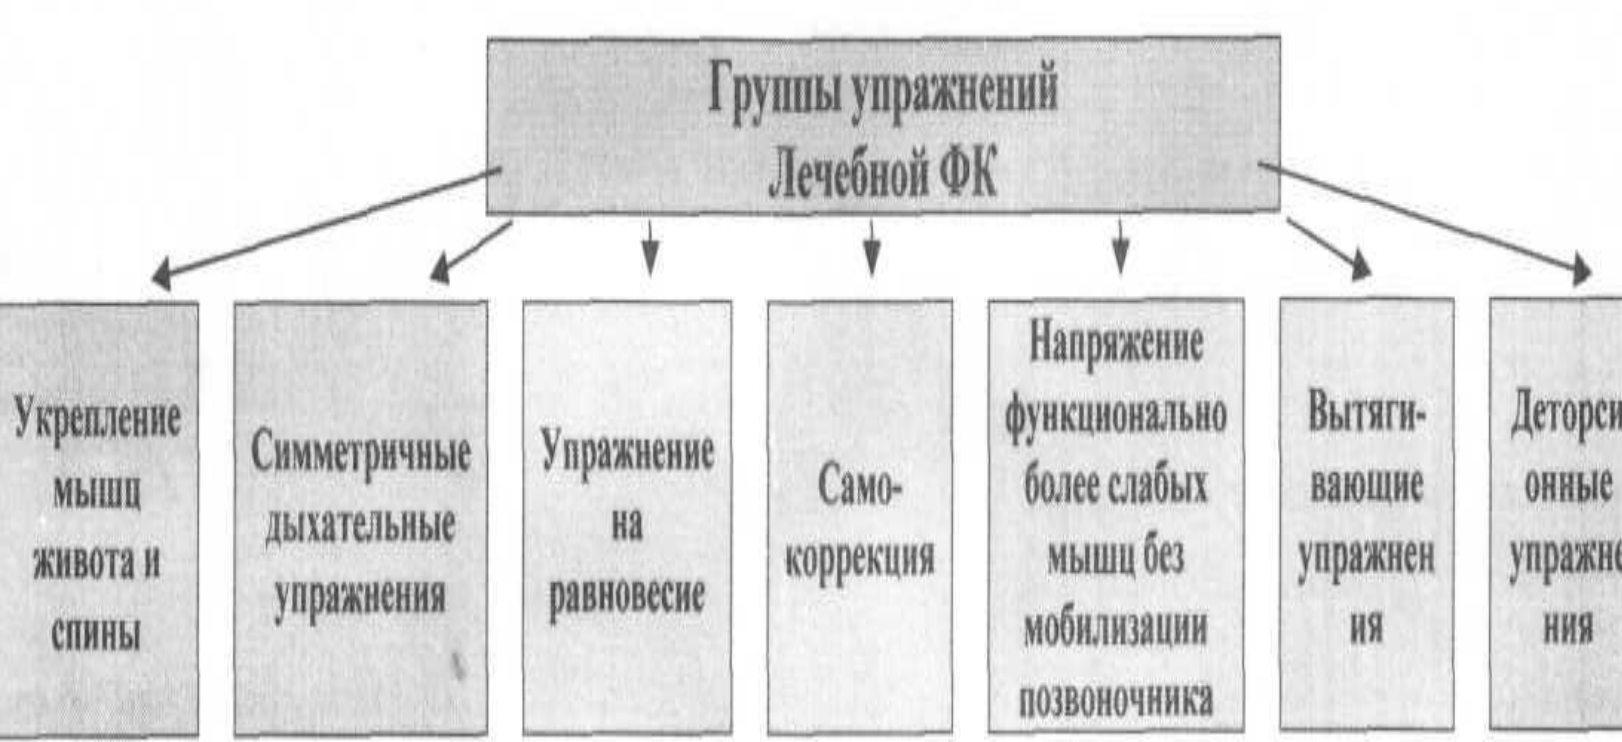 Группы упражнений
Лечебной ФК
Укрепление
мышц
живота и
спины
Симметричные
дыхательные
упражнения
Упражнение
на
равновесие
Само-
коррекция
Напряжение
функционально
более слабых
мышц без
мобилизации
позвоночника
Вытяги-
вающие
упражнен
ия
Деторси
онные
упражне
ния